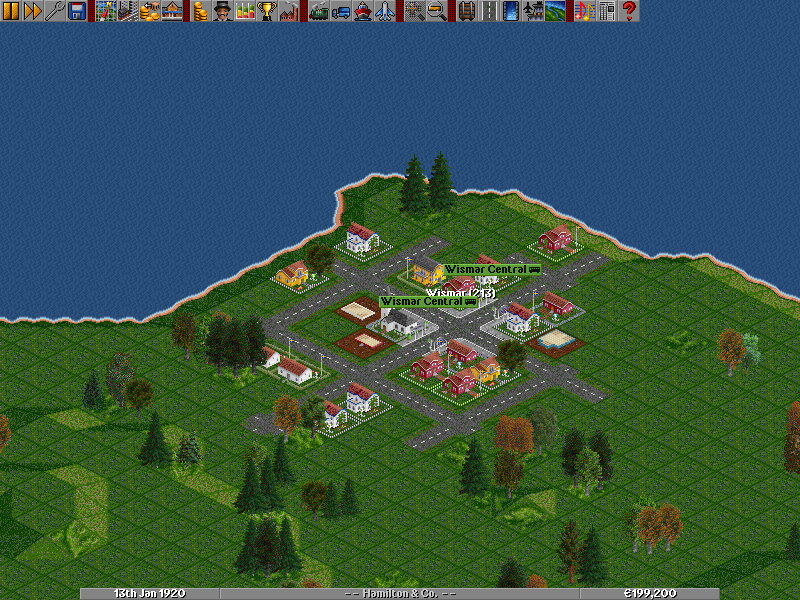 Wismar Central
Wismar (213)
Wismar Central
13th Jan 1920
-- Hamilton & Co. --
€199,200